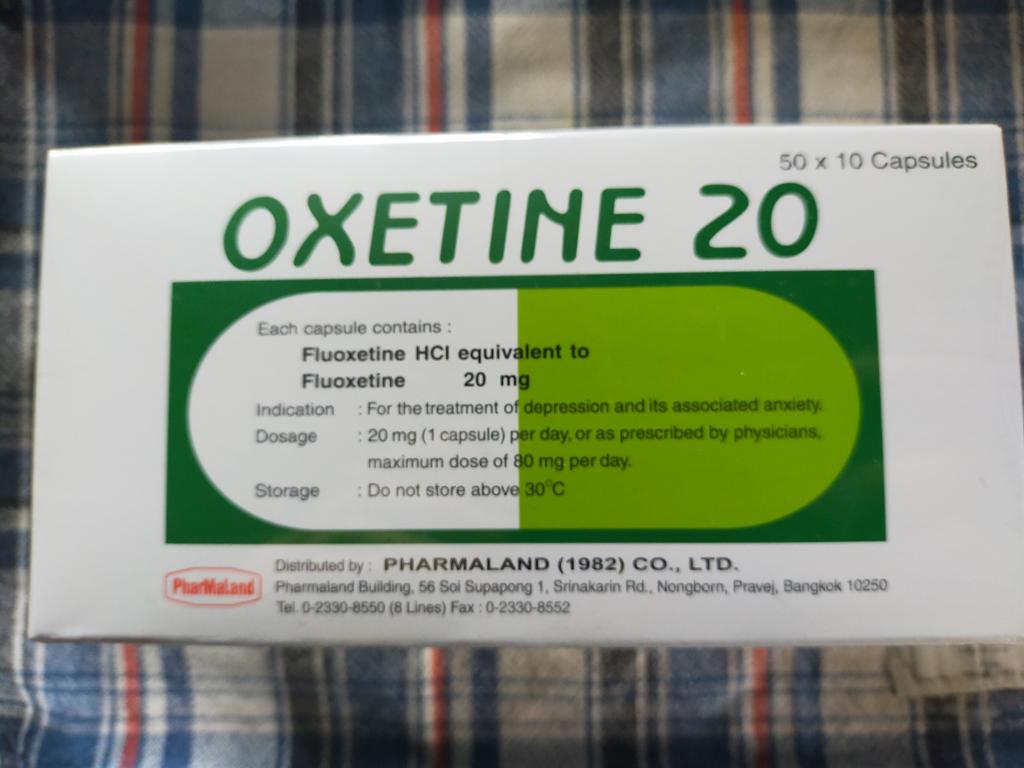 50 x 10 Capsules
OXETINE 20
Each capsule contains :
Fluoxetine HCl equivalent to
Fluoxetine 20 mg
Indication : For the treatment of depression and its associated anxiety.
Dosage : 20 mg (1 capsule) per day, or as prescribed by physicians,
maximum dose of 80 mg per day.
Storage : Do not store above 30°C
Distributed by : PHARMALAND (1982) CO., LTD.
PharMaLand
Pharmaland Building, 56 Soi Supapong 1, Srinakarin Rd., Nongborn, Pravej, Bangkok 10250
Tel. 0-2330-8550 (8 Lines) Fax : 0-2330-8552